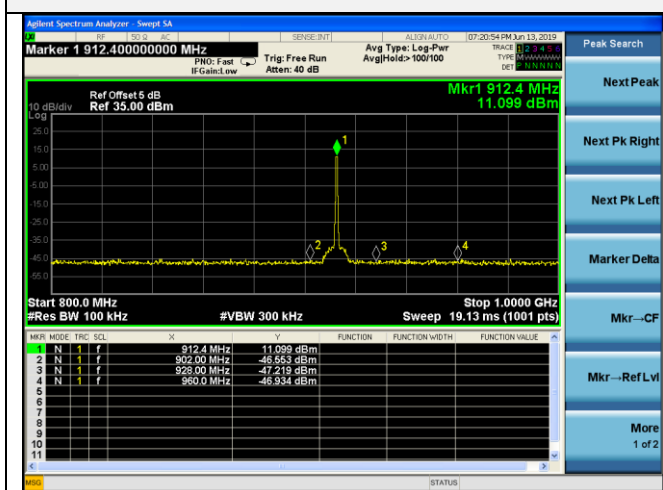 Agilent Spectrum Analyzer - Swept SA
RF 50 Ω AC SENSE:INT ALIGN AUTO 07:20:54 PM Jun 13, 2019
Marker 1 912.400000000 MHz
PNO: Fast Trig: Free Run Avg Type: Log-Pwr TRACE 1 2 3 4 5 6
IFGain:Low Atten: 40 dB Avg|Hold:>100/100 TYPE M
DET P N N N N N
Peak Search
Next Peak
Next Pk Right
Next Pk Left
Marker Delta
Mkr→CF
Mkr→Ref Lvl
More
1 of 2
Mkr1 912.4 MHz
11.099 dBm
Ref Offset 5 dB
10 dB/div Ref 35.00 dBm
Log
25.0
15.0
5.00
-5.00
-15.0
-25.0
-35.0
-45.0
-55.0
1
2
3
4
Start 800.0 MHz Stop 1.0000 GHz
#Res BW 100 kHz #VBW 300 kHz Sweep 19.13 ms (1001 pts)
MKR MODE TRC SCL X Y FUNCTION FUNCTION WIDTH FUNCTION VALUE
1 N 1 f 912.4 MHz 11.099 dBm
2 N 1 f 902.00 MHz -46.553 dBm
3 N 1 f 928.00 MHz -47.219 dBm
4 N 1 f 960.0 MHz -46.934 dBm
5
6
7
8
9
10
11
MSG STATUS